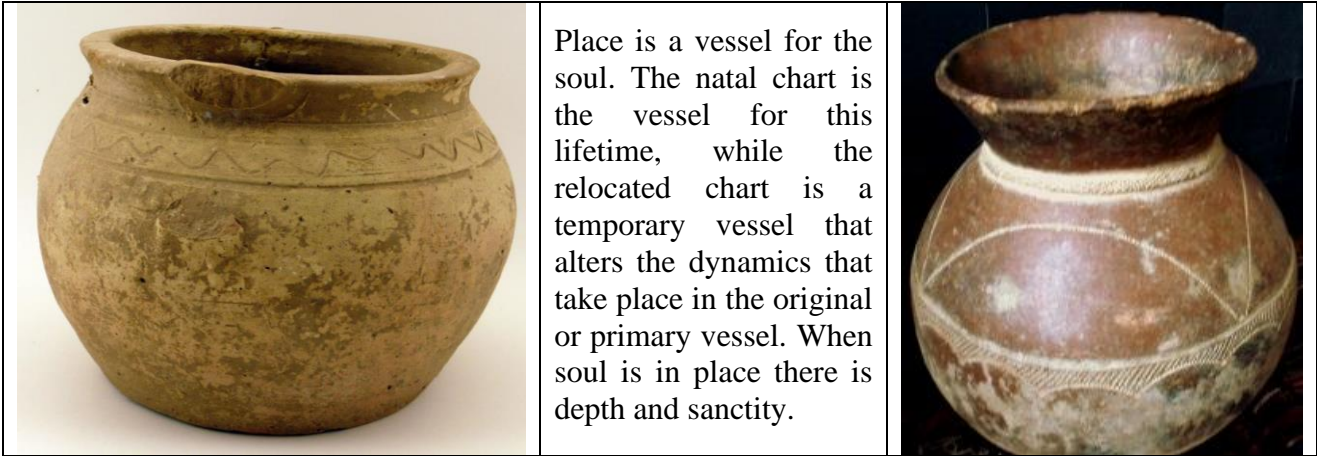 Place is a vessel for the
soul. The natal chart is
the vessel for this
lifetime, while the
relocated chart is a
temporary vessel that
alters the dynamics that
take place in the original
or primary vessel. When
soul is in place there is
depth and sanctity.